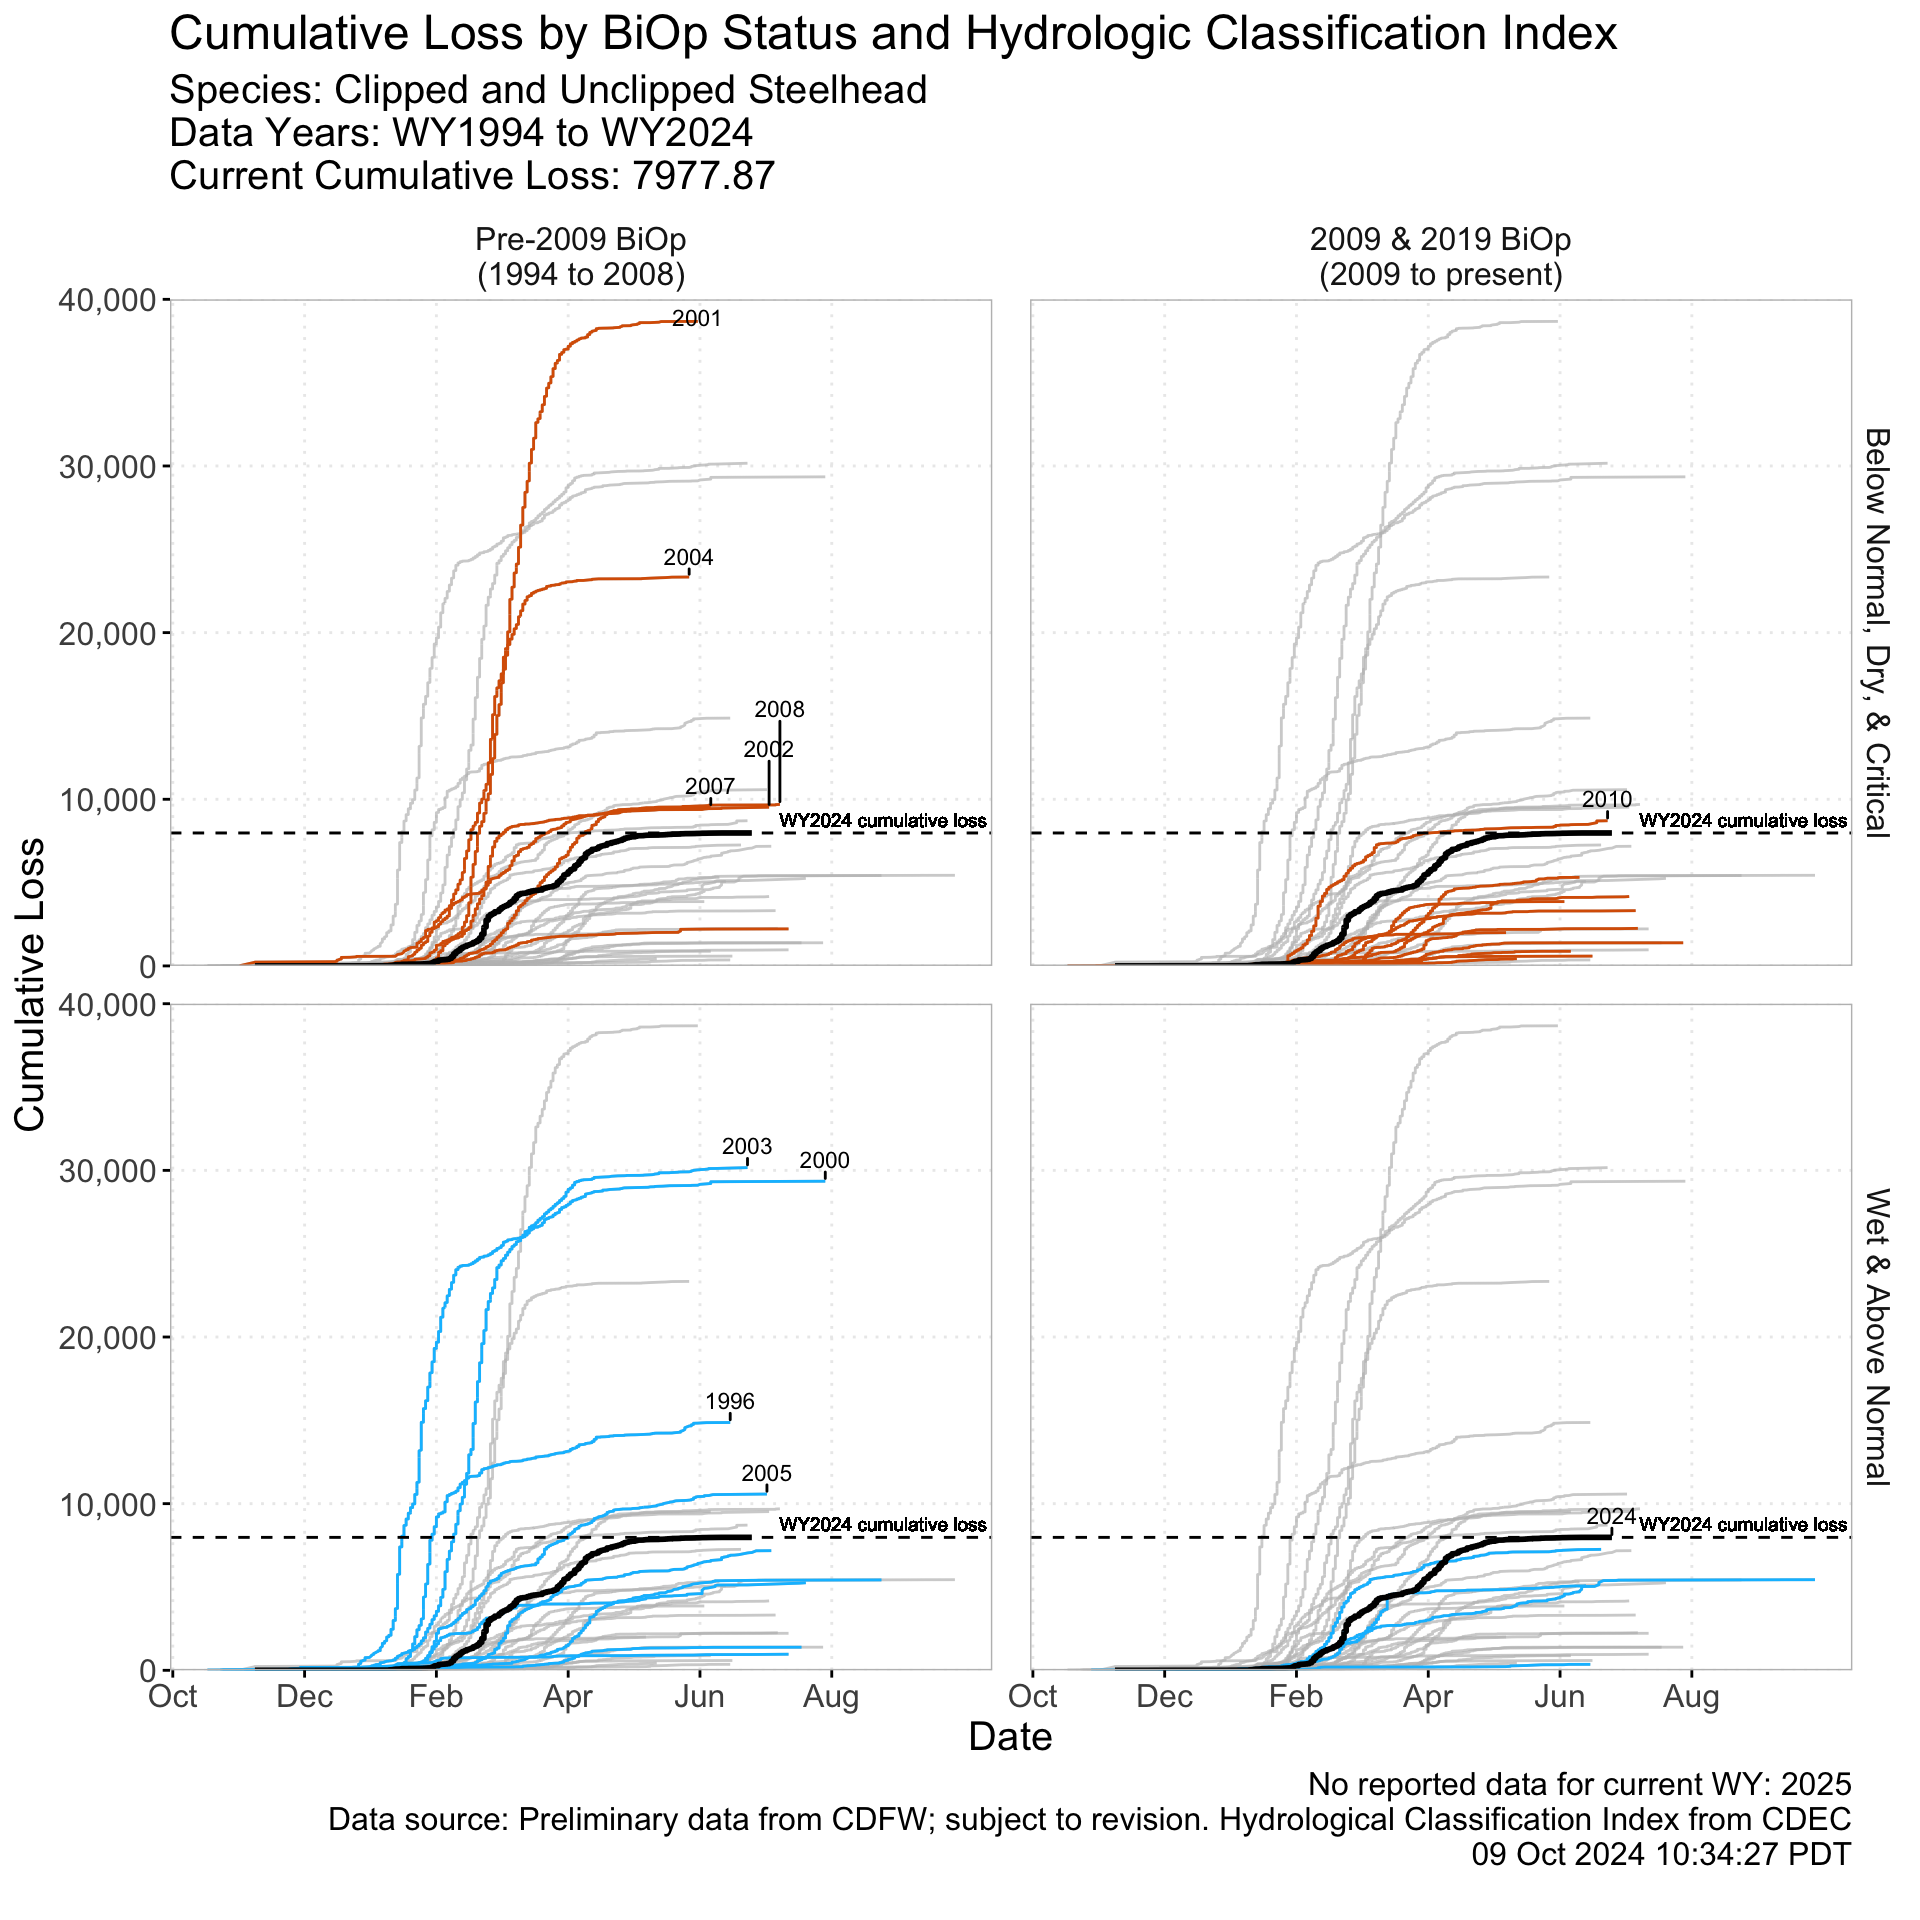 Cumulative Loss by BiOp Status and Hydrologic Classification Index
Species: Clipped and Unclipped Steelhead
Data Years: WY1994 to WY2024
Current Cumulative Loss: 7977.87
Pre-2009 BiOp
(1994 to 2008)
2009 & 2019 BiOp
(2009 to present)
Cumulative Loss
40,000
30,000
20,000
10,000
0
2001
2004
2008
2002
2007
WY2024 cumulative loss
2010
WY2024 cumulative loss
Below Normal, Dry, & Critical
40,000
30,000
20,000
10,000
0
2003
2000
1996
2005
WY2024 cumulative loss
2024
WY2024 cumulative loss
Wet & Above Normal
Oct
Dec
Feb
Apr
Jun
Aug
Oct
Dec
Feb
Apr
Jun
Aug
Date
No reported data for current WY: 2025
Data source: Preliminary data from CDFW; subject to revision. Hydrological Classification Index from CDEC
09 Oct 2024 10:34:27 PDT